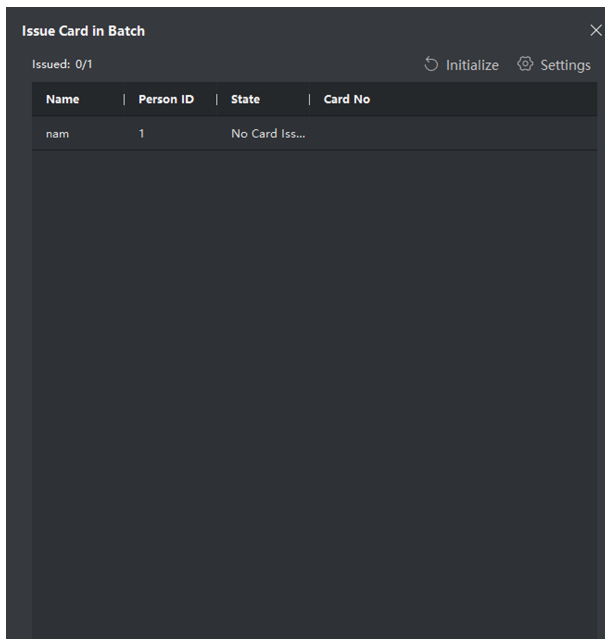 Issue Card in Batch
Issued: 0/1 Initialize Settings
Name Person ID State Card No
nam 1 No Card Iss...